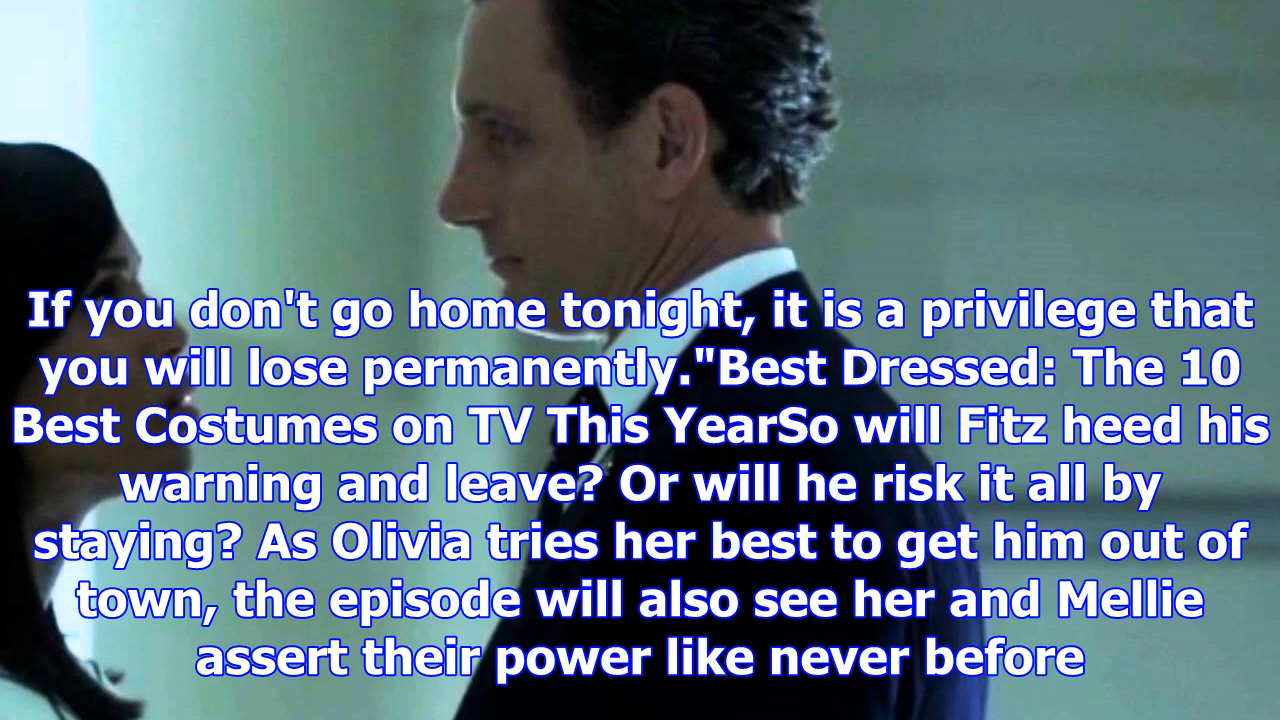 If you don't go home tonight, it is a privilege that
you will lose permanently."Best Dressed: The 10
Best Costumes on TV This YearSo will Fitz heed his
warning and leave? Or will he risk it all by
staying? As Olivia tries her best to get him out of
town, the episode will also see her and Mellie
assert their power like never before